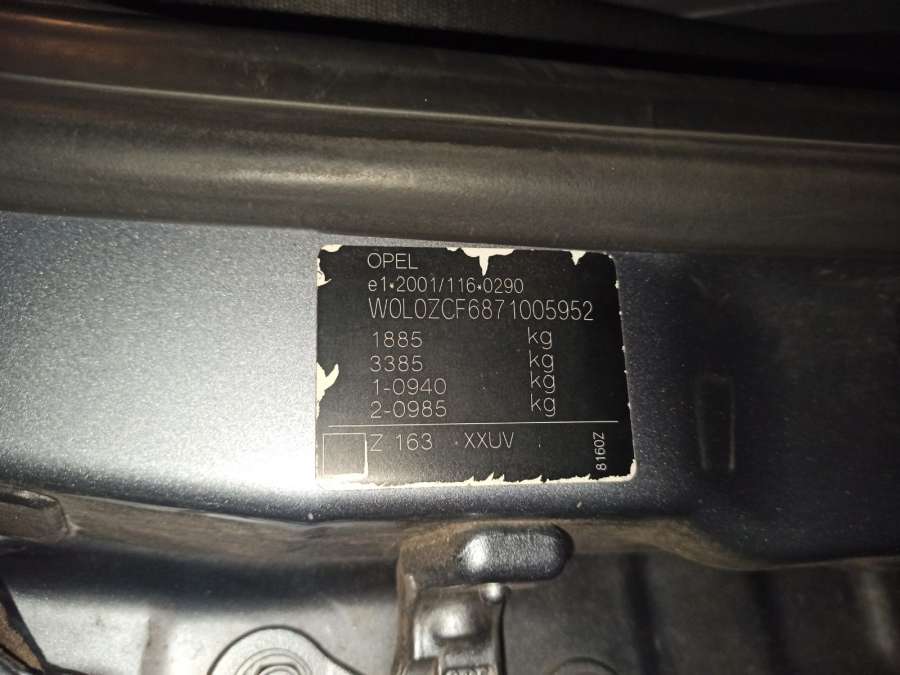 OPEL
e1*2001/116*0290
W0L0ZCF6871005952
1885 kg
3385 kg
1-0940 kg
2-0985 kg
Z 163 XXUV
8160Z